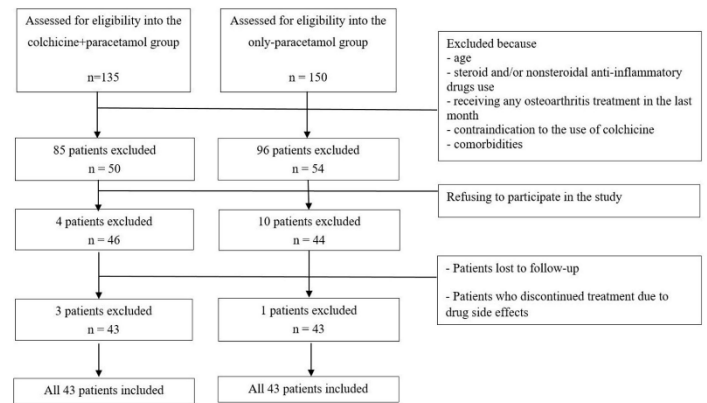 Assessed for eligibility into the
colchicine+paracetamol group
n=135
Assessed for eligibility into the
only-paracetamol group
n = 150
Excluded because
- age
- steroid and/or nonsteroidal anti-inflammatory
drugs use
- receiving any osteoarthritis treatment in the last
month
- contraindication to the use of colchicine
- comorbidities
85 patients excluded
n = 50
96 patients excluded
n = 54
Refusing to participate in the study
4 patients excluded
n = 46
10 patients excluded
n = 44
- Patients lost to follow-up
- Patients who discontinued treatment due to
drug side effects
3 patients excluded
n = 43
1 patients excluded
n = 43
All 43 patients included
All 43 patients included